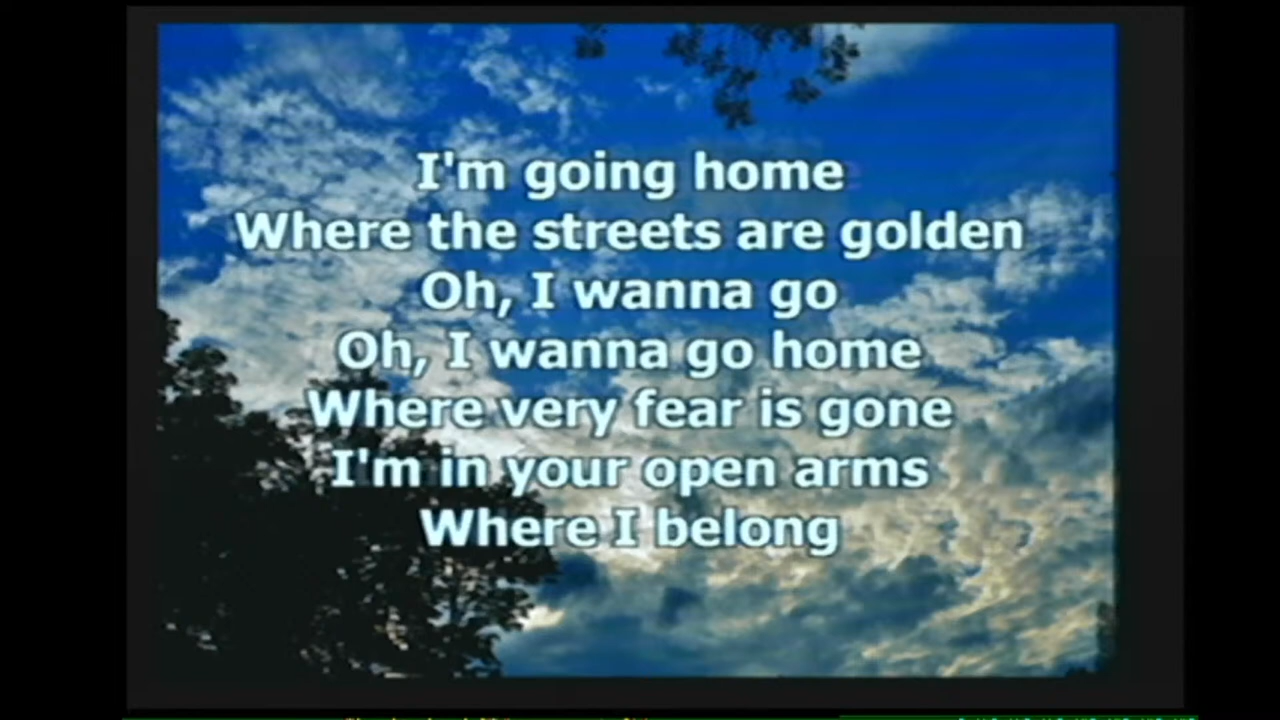 I'm going home
Where the streets are golden
Oh, I wanna go
Oh, I wanna go home
Where very fear is gone
I'm in your open arms
Where I belong